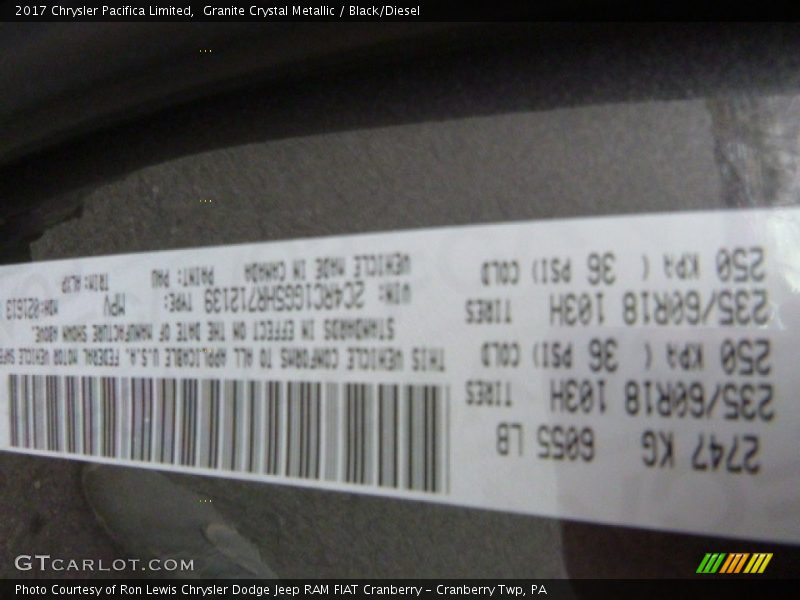 2017 Chrysler Pacifica Limited, Granite Crystal Metallic / Black/Diesel
2747 KG 6055 LB
235/60R18 103H TIRES
250 KPA ( 36 PSI) COLD
235/60R18 103H TIRES
250 KPA ( 36 PSI) COLD
THIS VEHICLE CONFORMS TO ALL APPLICABLE U.S.A. FEDERAL MOTOR VEHICLE SAFE
STANDARDS IN EFFECT ON THE DATE OF MANUFACTURE SHOWN ABOVE.
VIN: 2C4RC1GG5HR712139 TYPE: MPV MDH:021613
VEHICLE MADE IN CANADA PAINT: PAU TRIM:HLXP
GTCARLOT.COM
Photo Courtesy of Ron Lewis Chrysler Dodge Jeep RAM FIAT Cranberry – Cranberry Twp, PA